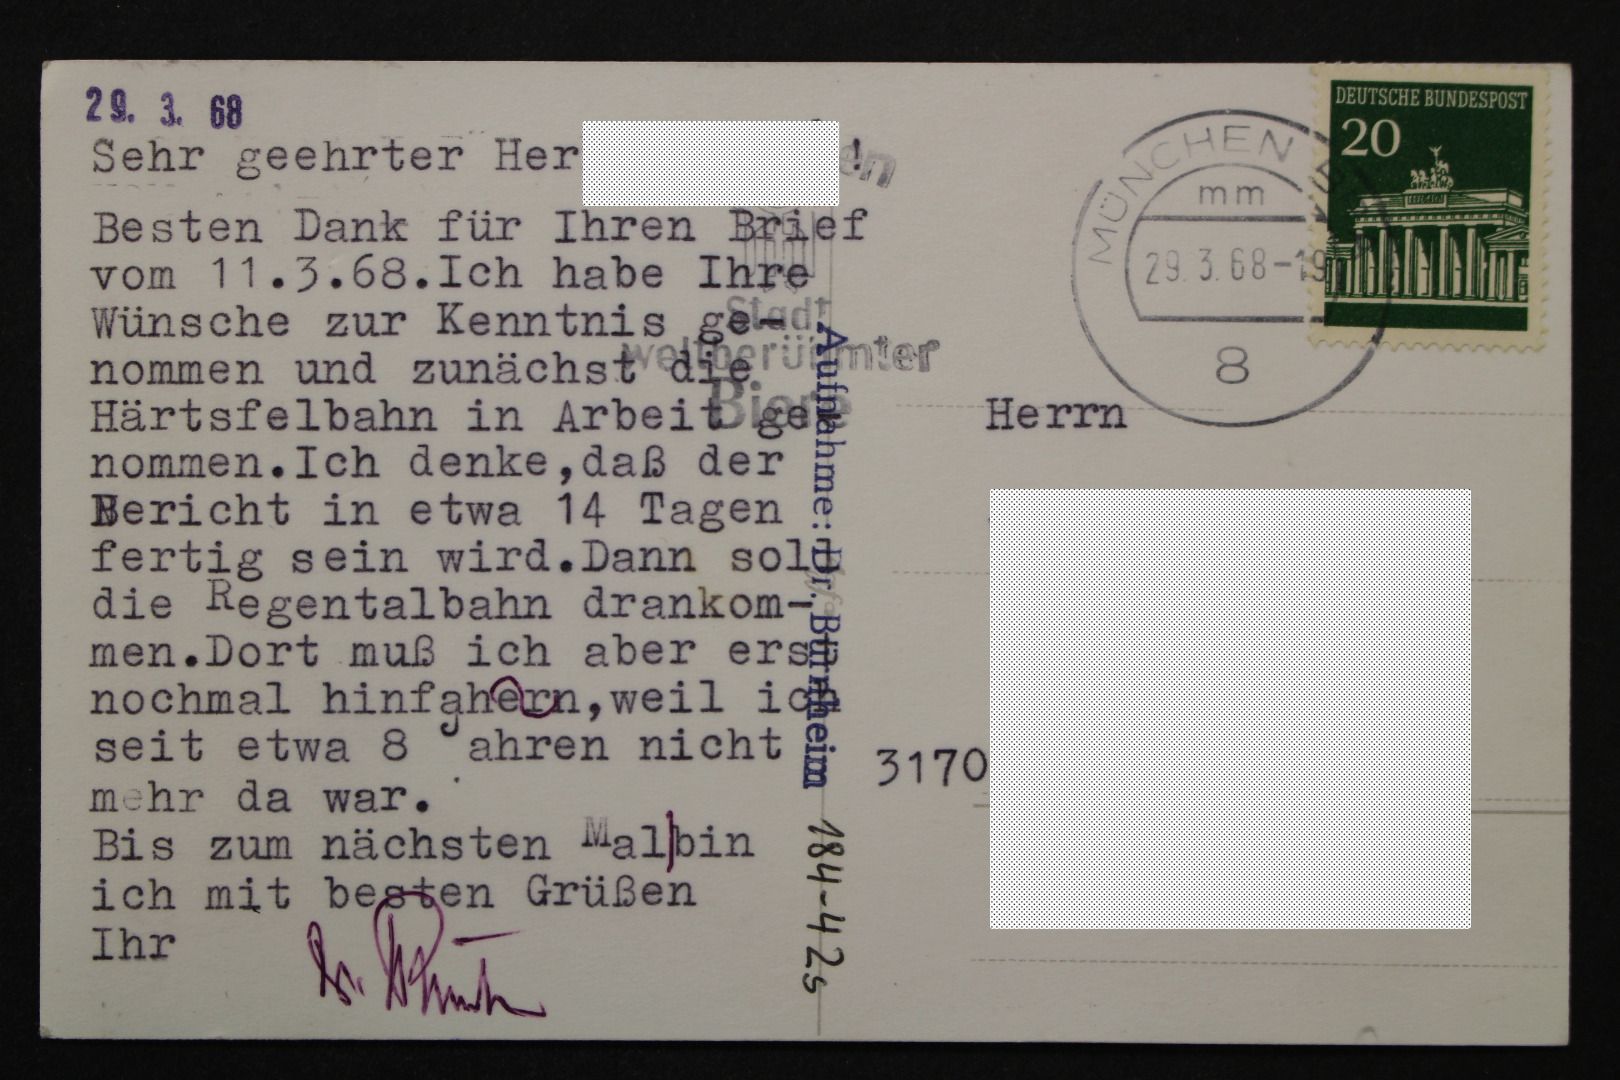 29. 3. 68
Sehr geehrter Her !
Besten Dank für Ihren Brief
vom 11.3.68.Ich habe Ihre
Wünsche zur Kenntnis ge-
nommen und zunächst die
Härtsfelbahn in Arbeit ge
nommen.Ich denke,daß der
Bericht in etwa 14 Tagen
fertig sein wird.Dann soll
die Regentalbahn drankom-
men.Dort muß ich aber erst
nochmal hinfahern,weil ich
seit etwa 8 Jahren nicht
mehr da war.
Bis zum nächsten Mal bin
ich mit besten Grüßen
Ihr
Dr.
Stadt
weltberühmter
Biere
Aufnahme: Dr. Bürnheim
184-42s
MÜNCHEN
mm
29.3.68-19
8
DEUTSCHE BUNDESPOST
20
Herrn
3170